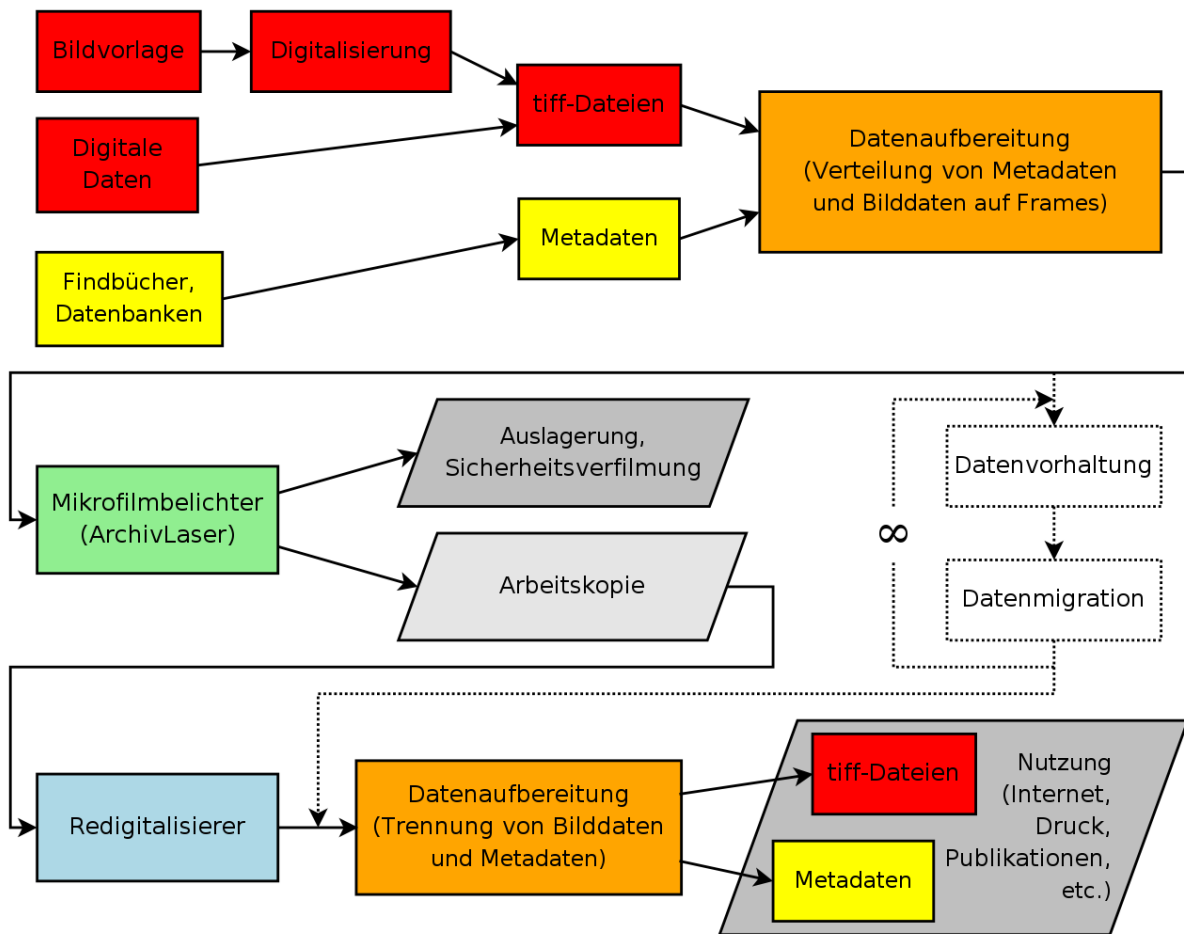 Bildvorlage
Digitalisierung
tiff-Dateien
Digitale
Daten
Datenaufbereitung
(Verteilung von Metadaten
und Bilddaten auf Frames)
Metadaten
Findbücher,
Datenbanken
Auslagerung,
Sicherheitsverfilmung
Mikrofilmbelichter
(ArchivLaser)
Arbeitskopie
Datenvorhaltung
∞
Datenmigration
Redigitalisierer
Datenaufbereitung
(Trennung von Bilddaten
und Metadaten)
tiff-Dateien
Metadaten
Nutzung
(Internet,
Druck,
Publikationen,
etc.)